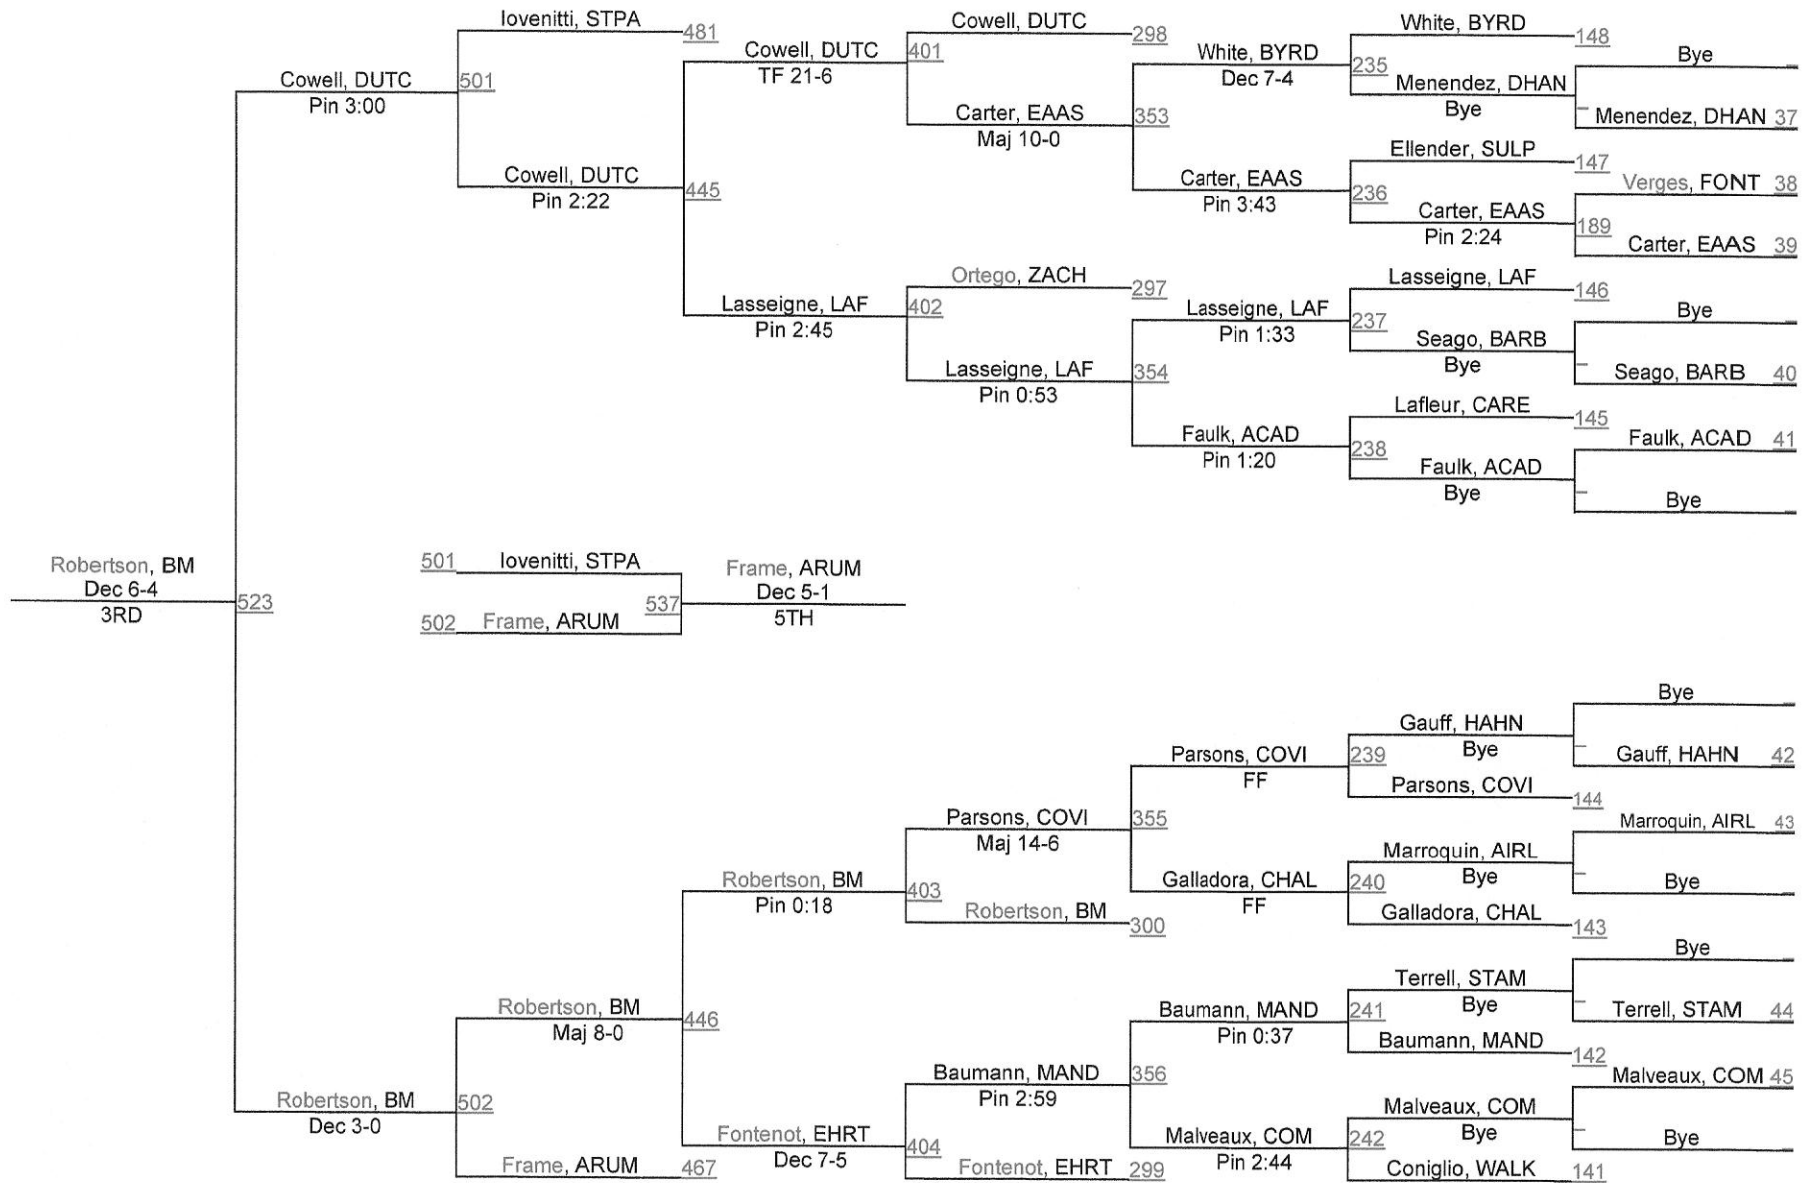 Iovenitti, STPA
481
Cowell, DUTC
Pin 3:00
501
Cowell, DUTC
Pin 2:22
445
Cowell, DUTC
TF 21-6
401
Cowell, DUTC
298
Carter, EAAS
Maj 10-0
353
White, BYRD
Dec 7-4
235
White, BYRD
148
Menendez, DHAN
Bye
Bye
Menendez, DHAN 37
Carter, EAAS
Pin 3:43
236
Ellender, SULP
147
Carter, EAAS
Pin 2:24
189
Verges, FONT 38
Carter, EAAS 39
Lasseigne, LAF
Pin 2:45
402
Ortego, ZACH
297
Lasseigne, LAF
Pin 0:53
354
Lasseigne, LAF
Pin 1:33
237
Lasseigne, LAF
146
Seago, BARB
Bye
Bye
Seago, BARB 40
Faulk, ACAD
Pin 1:20
238
Lafleur, CARE
145
Faulk, ACAD
Bye
Faulk, ACAD 41
Bye
Robertson, BM
Dec 6-4
3RD
523
501 Iovenitti, STPA
502 Frame, ARUM
537
Frame, ARUM
Dec 5-1
5TH
Robertson, BM
Dec 3-0
502
Robertson, BM
Maj 8-0
446
Frame, ARUM 467
Robertson, BM
Pin 0:18
403
Parsons, COVI
Maj 14-6
355
Robertson, BM
300
Parsons, COVI
FF
239
Gauff, HAHN
Bye
Bye
Gauff, HAHN 42
Parsons, COVI
144
Galladora, CHAL
FF
240
Marroquin, AIRL
Bye
Marroquin, AIRL 43
Bye
Galladora, CHAL
143
Fontenot, EHRT
Dec 7-5
404
Baumann, MAND
Pin 2:59
356
Fontenot, EHRT 299
Baumann, MAND
Pin 0:37
241
Terrell, STAM
Bye
Bye
Terrell, STAM 44
Baumann, MAND
142
Malveaux, COM
Pin 2:44
242
Malveaux, COM
Bye
Malveaux, COM 45
Bye
Coniglio, WALK 141